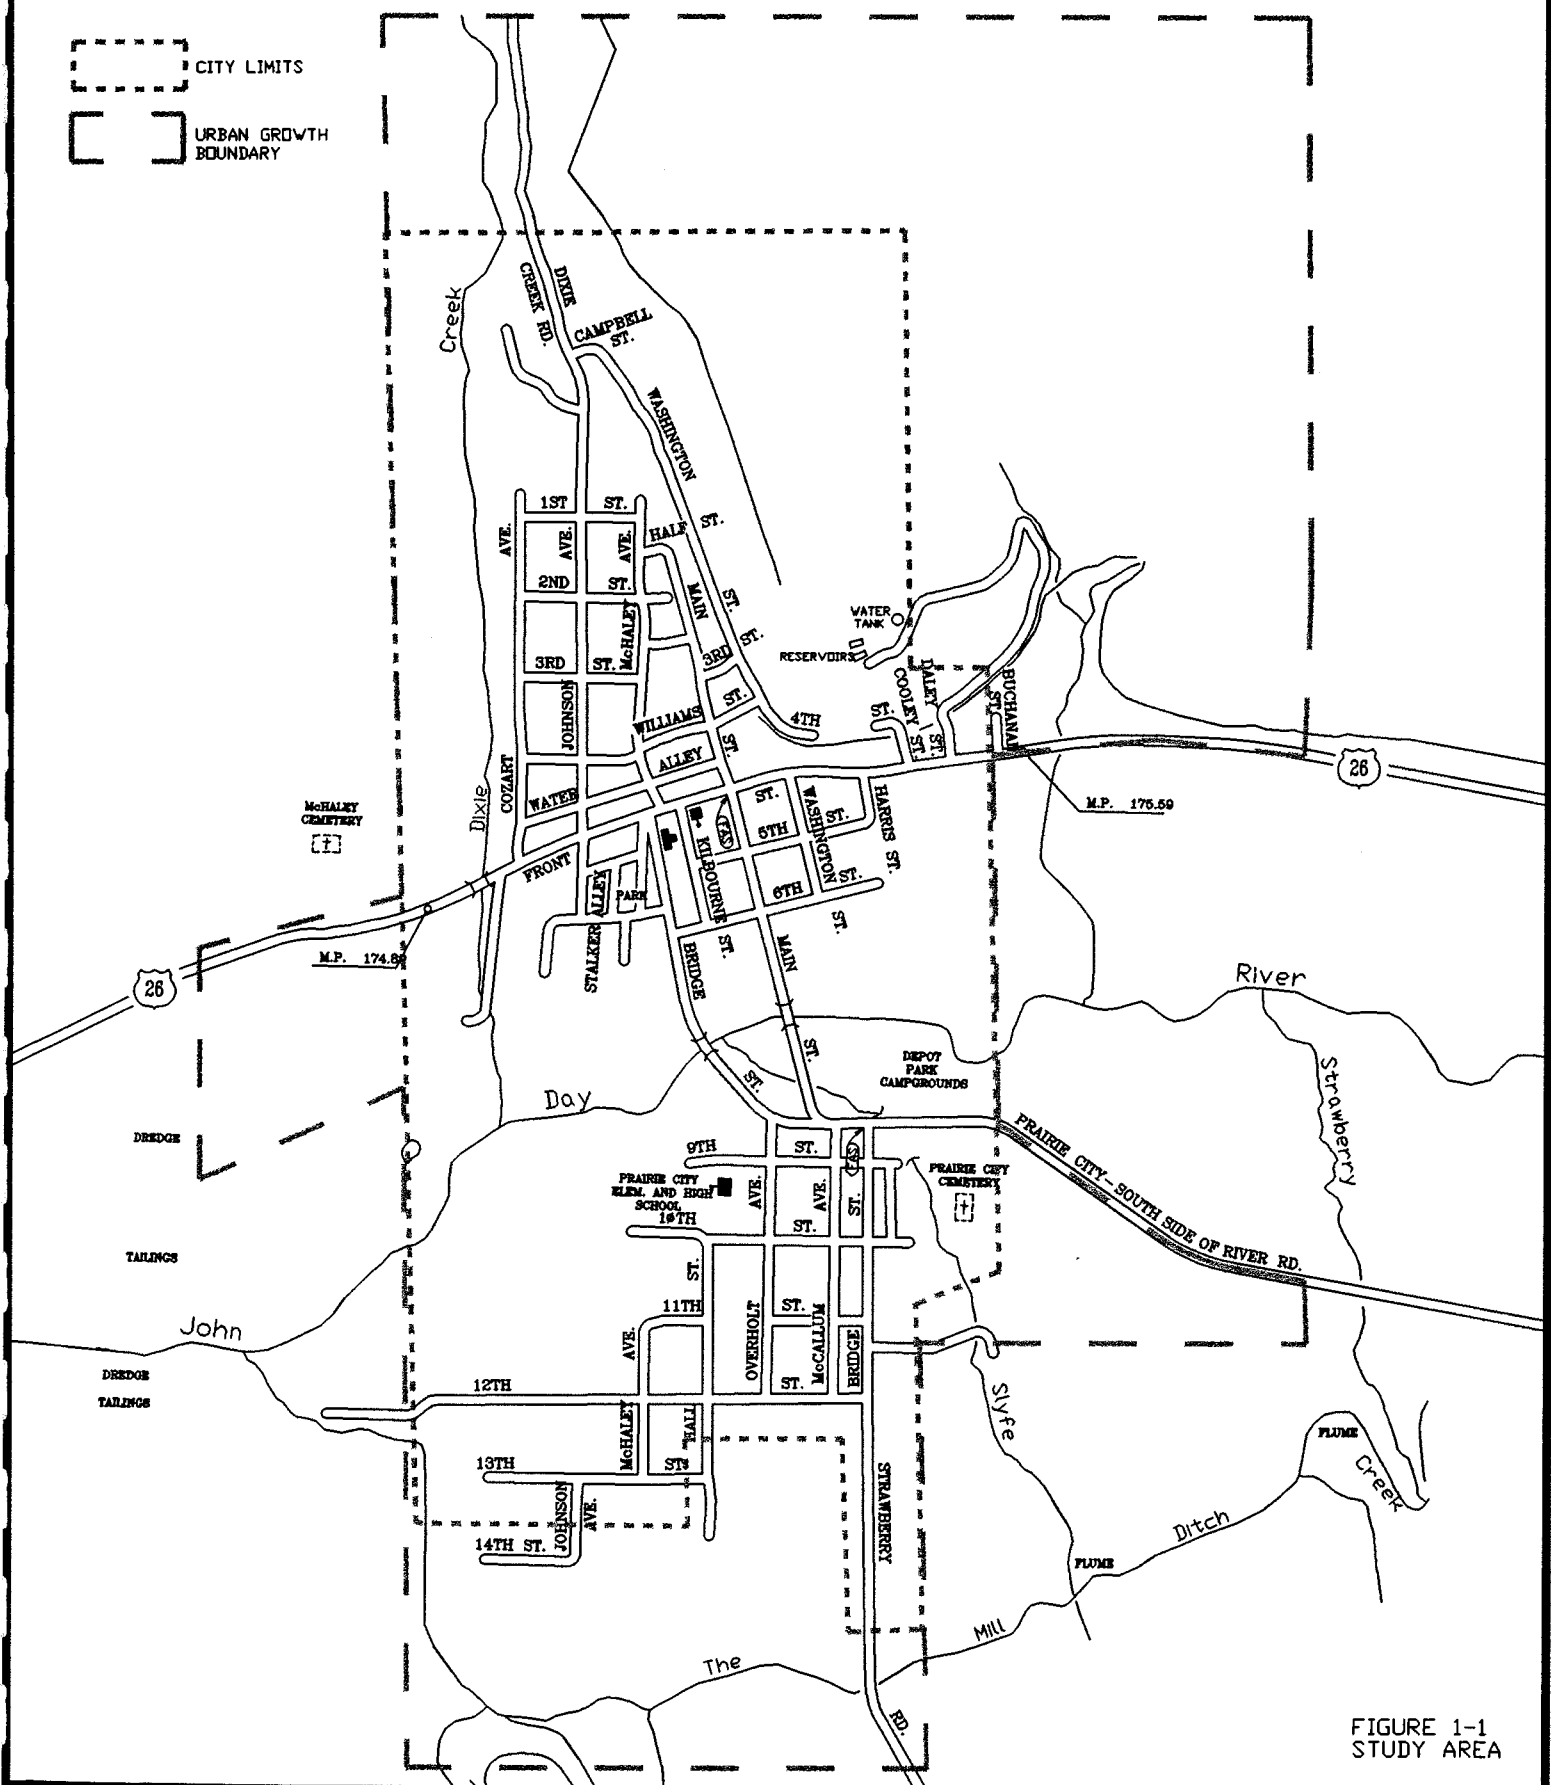 CITY LIMITS
URBAN GROWTH
BOUNDARY
DIXIE
CREEK RD.
Creek
CAMPBELL
ST.
WASHINGTON
1ST ST.
AVE. AVE. AVE.
HALF ST.
2ND ST.
MAIN
ST.
McHALEY
WATER
TANK
3RD ST.
3RD ST.
RESERVOIRS
DALEY
ST.
COOLEY
ST.
BUCHANAN
ST.
JOHNSON
WILLIAMS ST.
4TH ST.
ST.
ALLEY
COZART
26
Dixie
WATER
ST.
WASHINGTON
HARRIS ST.
M.P. 175.59
McHALEY
CEMETERY
FAS
5TH ST.
KILBOURNE
ST.
FRONT
6TH ST.
ST.
PARK
STALKER ALLEY
MAIN
ST.
BRIDGE
ST.
M.P. 174.8
26
River
DEPOT
PARK
CAMPGROUNDS
Strawberry
Day
DREDGE
9TH ST.
PRAIRIE CITY-SOUTH SIDE OF RIVER RD.
FAS
PRAIRIE CITY
CEMETERY
PRAIRIE CITY
ELEM. AND HIGH
SCHOOL
AVE. AVE. ST.
10TH ST.
TAILINGS
ST.
11TH ST.
John
AVE.
OVERHOLT
McCALLUM
BRIDGE
DREDGE
TAILINGS
12TH ST.
Slyfe
McHALEY
HALL
FLUME
Creek
13TH ST.
STRAWBERRY
JOHNSON
AVE.
Ditch
14TH ST.
FLUME
Mill
The
RD.
FIGURE 1-1
STUDY AREA